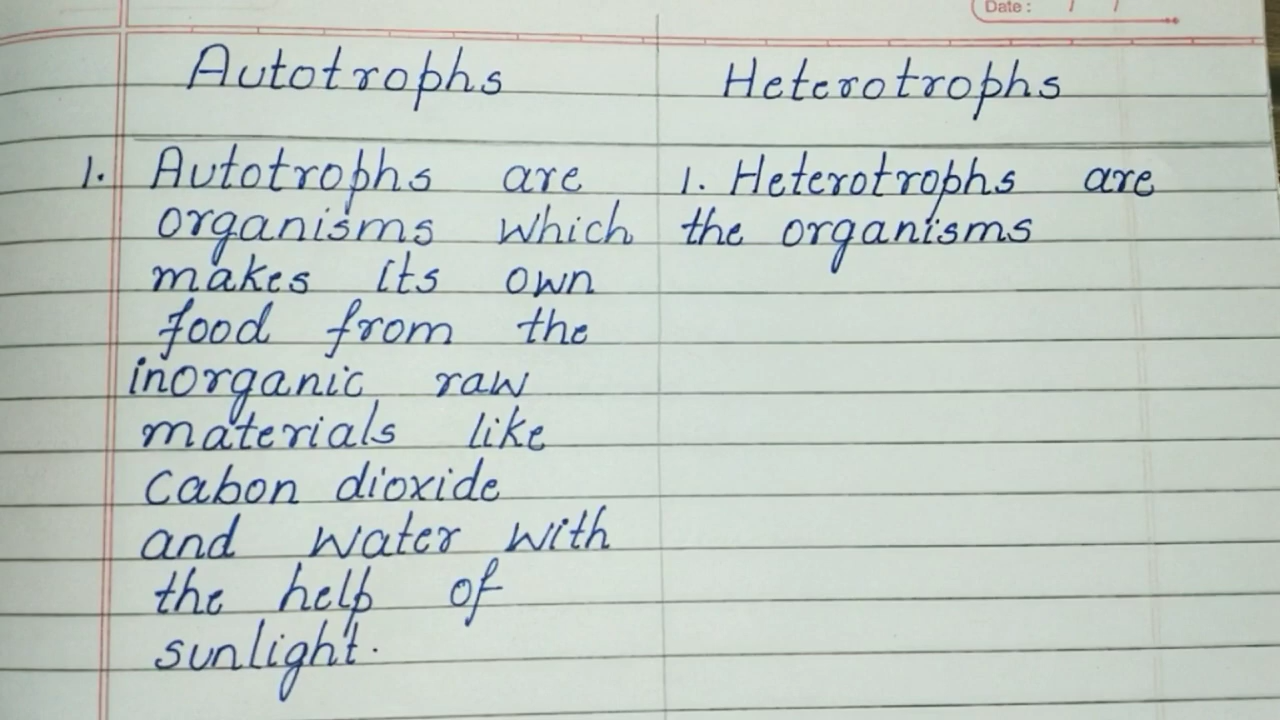 Date : / /
Autotrophs
Heterotrophs
1. Autotrophs are
organisms which
makes its own
food from the
inorganic raw
materials like
Cabon dioxide
and water with
the help of
sunlight.
1. Heterotrophs are
the organisms